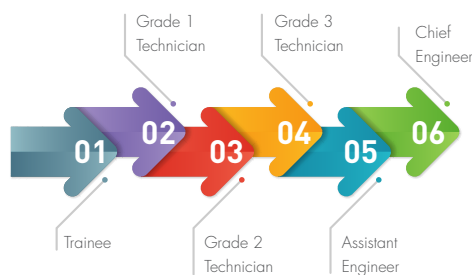 Grade 1
Technician
Grade 3
Technician
Chief
Engineer
01
02
03
04
05
06
Trainee
Grade 2
Technician
Assistant
Engineer